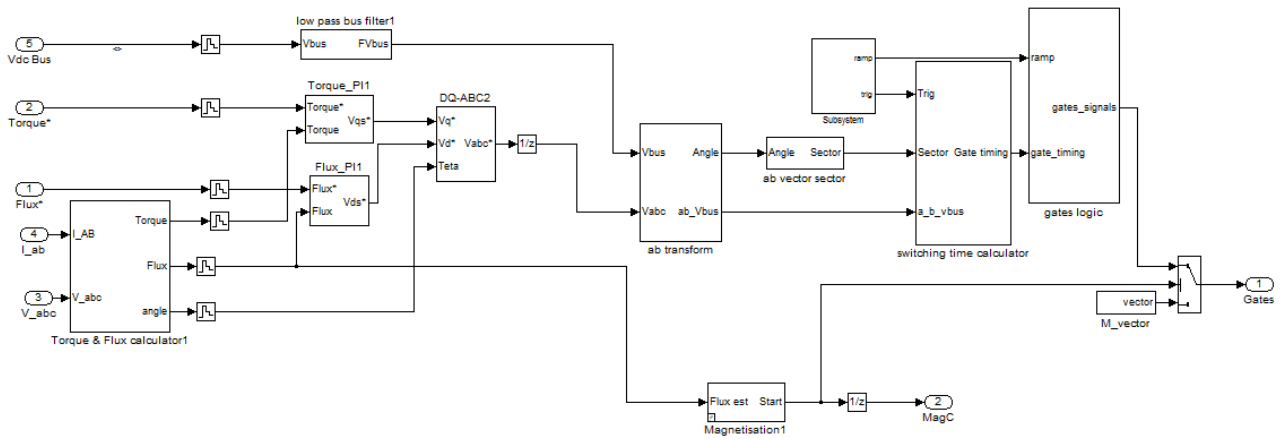 low pass bus filter1
5
Vbus
FVbus
Vdc Bus
<>
ramp
ramp
Torque_PI1
trig
Trig
2
Torque*
Torque*
Torque
Vqs*
DQ-ABC2
Vq*
Vd*
Vabc*
Teta
1/z
Subsystem
gates_signals
Vbus
Angle
Angle
Sector
Sector
Gate timing
gate_timing
ab vector sector
Flux_PI1
1
Flux*
Flux*
Flux
Vds*
Vabc
ab_Vbus
a_b_vbus
gates logic
Torque
4
I_AB
I_ab
ab transform
switching time calculator
Flux
3
V_abc
V_abc
angle
1
Gates
vector
M_vector
Torque & Flux calculator1
Flux est
Start
1/z
2
MagC
Magnetisation1